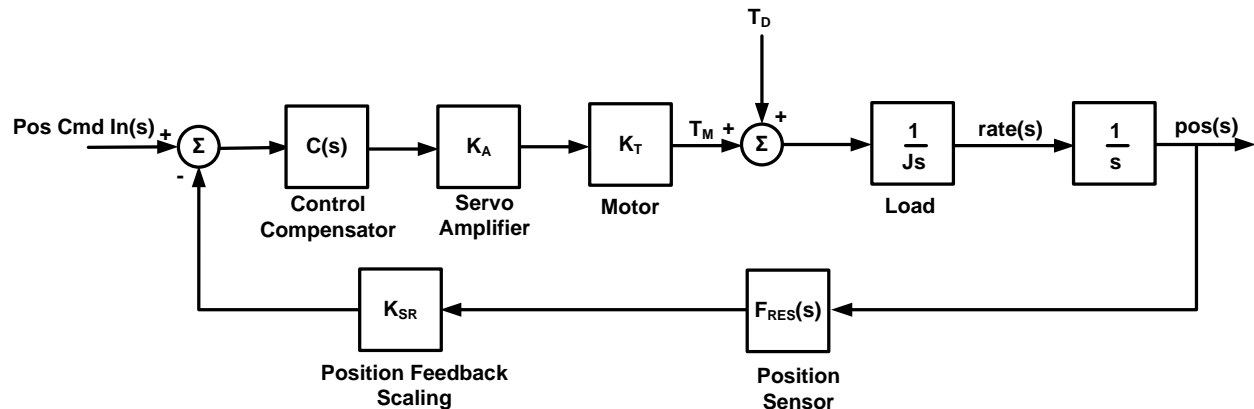 T_D
Pos Cmd In(s)
+
-
Σ
C(s)
Control
Compensator
K_A
Servo
Amplifier
K_T
Motor
T_M +
+
Σ
1
Js
Load
rate(s)
1
s
pos(s)
K_SR
Position Feedback
Scaling
F_RES(s)
Position
Sensor